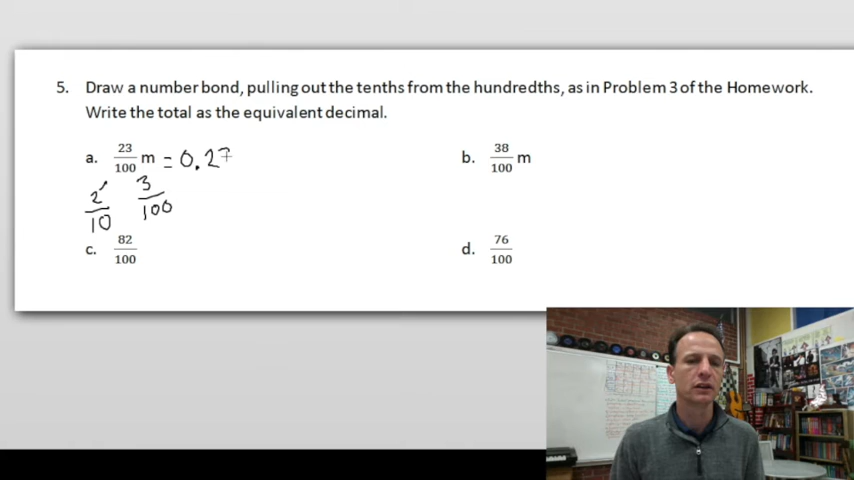 5. Draw a number bond, pulling out the tenths from the hundredths, as in Problem 3 of the Homework.
Write the total as the equivalent decimal.
a. 23/100 m = 0.27
b. 38/100 m
2/10 3/100
c. 82/100
d. 76/100